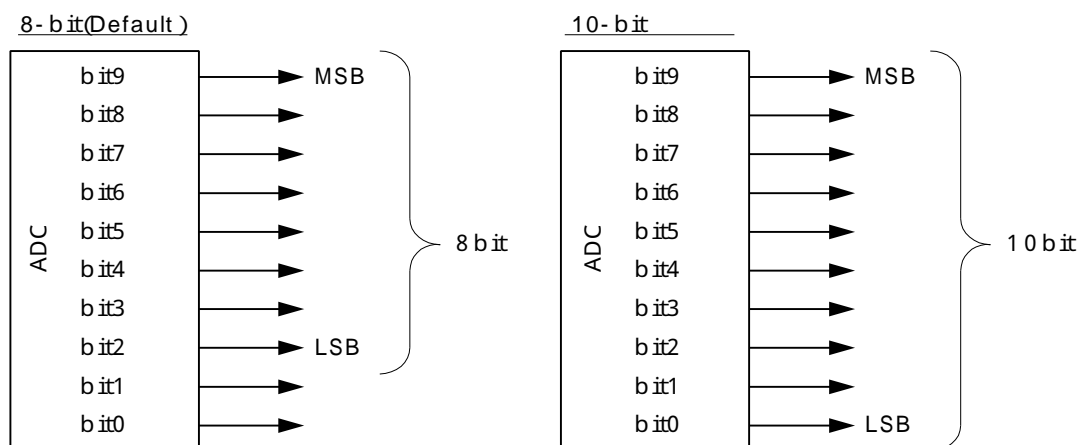 8-bit(Default)
bit9 MSB
bit8
bit7
bit6
bit5
bit4
bit3
bit2 LSB
bit1
bit0
ADC
8bit
10-bit
bit9 MSB
bit8
bit7
bit6
bit5
bit4
bit3
bit2
bit1
bit0 LSB
ADC
10bit